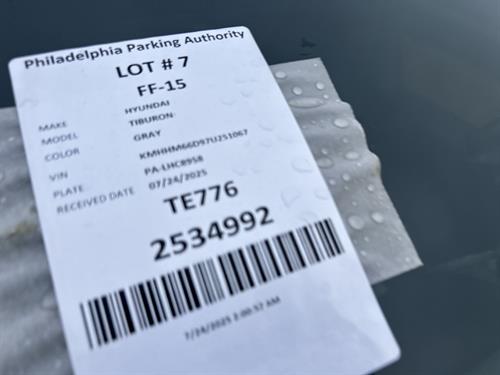 Philadelphia Parking Authority
LOT # 7
FF-15
MAKE HYUNDAI
MODEL TIBURON
COLOR GRAY
VIN KMHHM66D97U251067
PLATE PA-LHC8958
RECEIVED DATE 07/24/2025
TE776
2534992
7/24/2025 2:00:57 AM